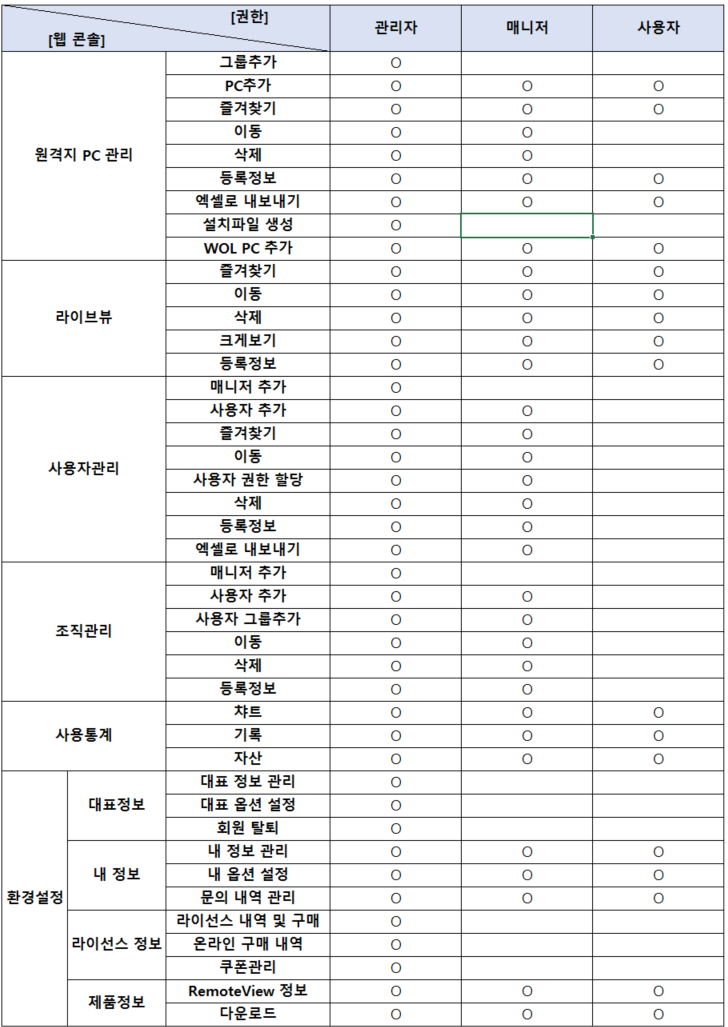 [권한]
[웹 콘솔]
관리자 매니저 사용자
원격지 PC 관리
그룹추가 O
PC추가 O O O
즐겨찾기 O O O
이동 O O
삭제 O O
등록정보 O O O
엑셀로 내보내기 O O O
설치파일 생성 O
WOL PC 추가 O O O
라이브뷰
즐겨찾기 O O O
이동 O O O
삭제 O O O
크게보기 O O O
등록정보 O O O
사용자관리
매니저 추가 O
사용자 추가 O O
즐겨찾기 O O
이동 O O
사용자 권한 할당 O O
삭제 O O
등록정보 O O
엑셀로 내보내기 O O
조직관리
매니저 추가 O
사용자 추가 O O
사용자 그룹추가 O O
이동 O O
삭제 O O
등록정보 O O
사용통계
챠트 O O O
기록 O O O
자산 O O O
환경설정
대표정보
대표 정보 관리 O
대표 옵션 설정 O
회원 탈퇴 O
내 정보
내 정보 관리 O O O
내 옵션 설정 O O O
문의 내역 관리 O O O
라이선스 정보
라이선스 내역 및 구매 O
온라인 구매 내역 O
쿠폰관리 O
제품정보
RemoteView 정보 O O O
다운로드 O O O